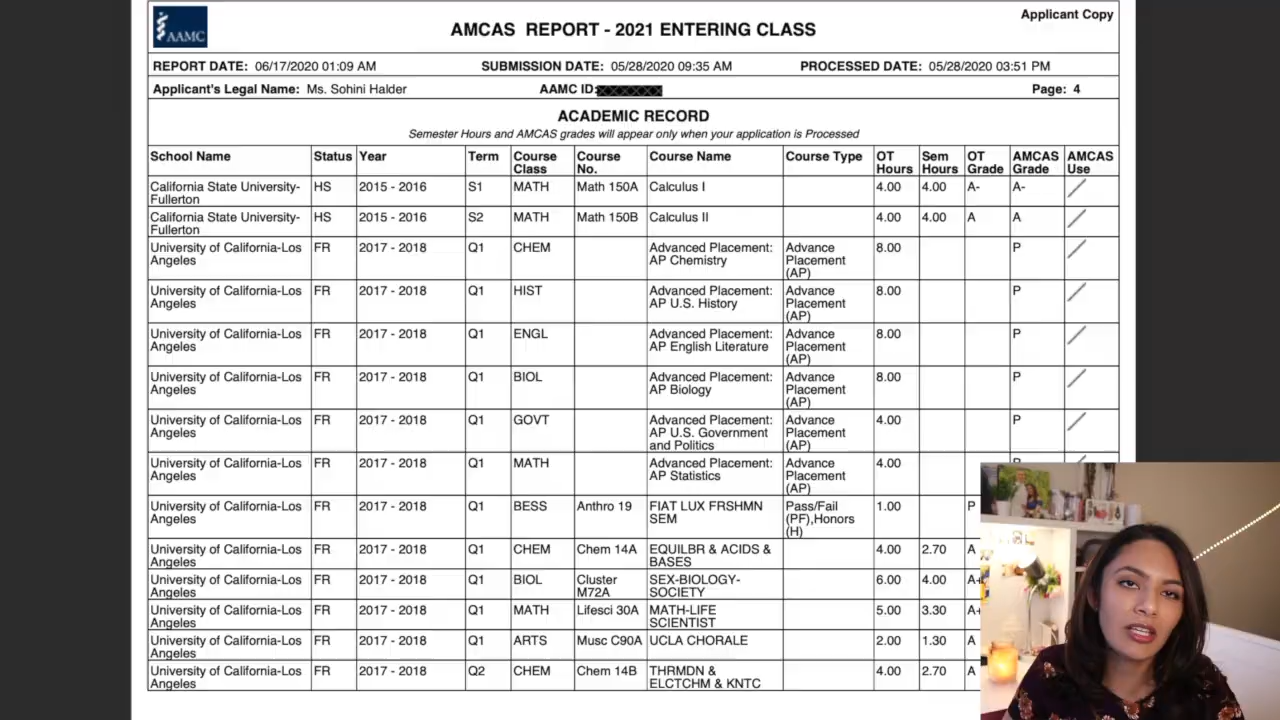 AAMC
Applicant Copy
AMCAS REPORT - 2021 ENTERING CLASS
REPORT DATE: 06/17/2020 01:09 AM SUBMISSION DATE: 05/28/2020 09:35 AM PROCESSED DATE: 05/28/2020 03:51 PM
Applicant's Legal Name: Ms. Sohini Halder AAMC ID: Page: 4
ACADEMIC RECORD
Semester Hours and AMCAS grades will appear only when your application is Processed
School Name Status Year Term Course Course Course Name Course Type OT Sem OT AMCAS AMCAS
Class No. Hours Hours Grade Grade Use
California State University- HS 2015 - 2016 S1 MATH Math 150A Calculus I 4.00 4.00 A- A-
Fullerton
California State University- HS 2015 - 2016 S2 MATH Math 150B Calculus II 4.00 4.00 A A
Fullerton
University of California-Los FR 2017 - 2018 Q1 CHEM Advanced Placement: Advance 8.00 P
Angeles AP Chemistry Placement
(AP)
University of California-Los FR 2017 - 2018 Q1 HIST Advanced Placement: Advance 8.00 P
Angeles AP U.S. History Placement
(AP)
University of California-Los FR 2017 - 2018 Q1 ENGL Advanced Placement: Advance 8.00 P
Angeles AP English Literature Placement
(AP)
University of California-Los FR 2017 - 2018 Q1 BIOL Advanced Placement: Advance 8.00 P
Angeles AP Biology Placement
(AP)
University of California-Los FR 2017 - 2018 Q1 GOVT Advanced Placement: Advance 4.00 P
Angeles AP U.S. Government Placement
and Politics (AP)
University of California-Los FR 2017 - 2018 Q1 MATH Advanced Placement: Advance 4.00
Angeles AP Statistics Placement
(AP)
University of California-Los FR 2017 - 2018 Q1 BESS Anthro 19 FIAT LUX FRSHMN Pass/Fail 1.00 P
Angeles SEM (PF),Honors
(H)
University of California-Los FR 2017 - 2018 Q1 CHEM Chem 14A EQUILBR & ACIDS & 4.00 2.70 A
Angeles BASES
University of California-Los FR 2017 - 2018 Q1 BIOL Cluster SEX-BIOLOGY- 6.00 4.00 A+
Angeles M72A SOCIETY
University of California-Los FR 2017 - 2018 Q1 MATH Lifesci 30A MATH-LIFE 5.00 3.30 A+
Angeles SCIENTIST
University of California-Los FR 2017 - 2018 Q1 ARTS Musc C90A UCLA CHORALE 2.00 1.30 A
Angeles
University of California-Los FR 2017 - 2018 Q2 CHEM Chem 14B THRMDN & 4.00 2.70 A
Angeles ELCTCHM & KNTC